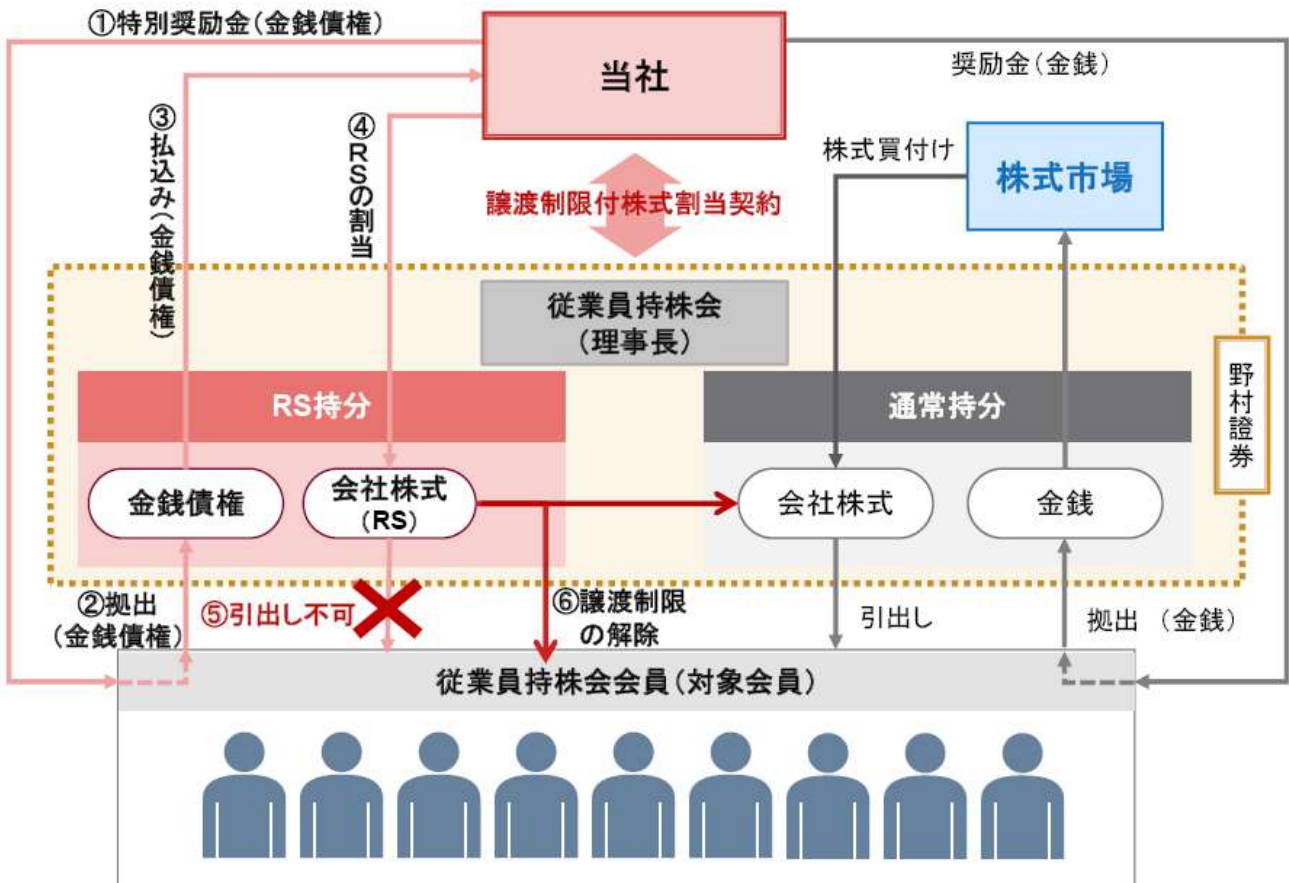 ①特別奨励金(金銭債権)
当社
奨励金(金銭)
③払込み(金銭債権)
④RSの割当
株式買付け
株式市場
譲渡制限付株式割当契約
従業員持株会
(理事長)
野村證券
RS持分
通常持分
金銭債権
会社株式
(RS)
会社株式
金銭
②拠出
(金銭債権)
⑤引出し不可
⑥譲渡制限
の解除
引出し
拠出 (金銭)
従業員持株会会員(対象会員)